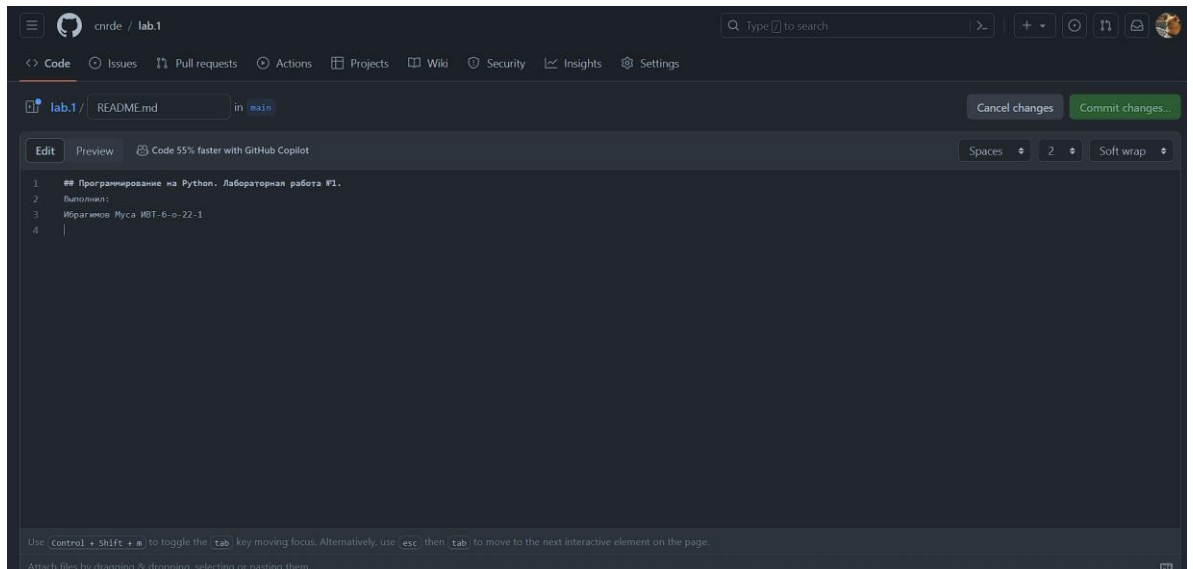 cnrde / lab.1
Type / to search
Code Issues Pull requests Actions Projects Wiki Security Insights Settings
lab.1 / README.md in main
Cancel changes Commit changes...
Edit Preview Code 55% faster with GitHub Copilot
Spaces 2 Soft wrap
1 ## Программирование на Python. Лабораторная работа №1.
2 Выполнил:
3 Ибрагимов Муса ИВТ-б-о-22-1
4
Use Control + Shift + m to toggle the tab key moving focus. Alternatively, use esc then tab to move to the next interactive element on the page.
Attach files by dragging & dropping, selecting or pasting them.